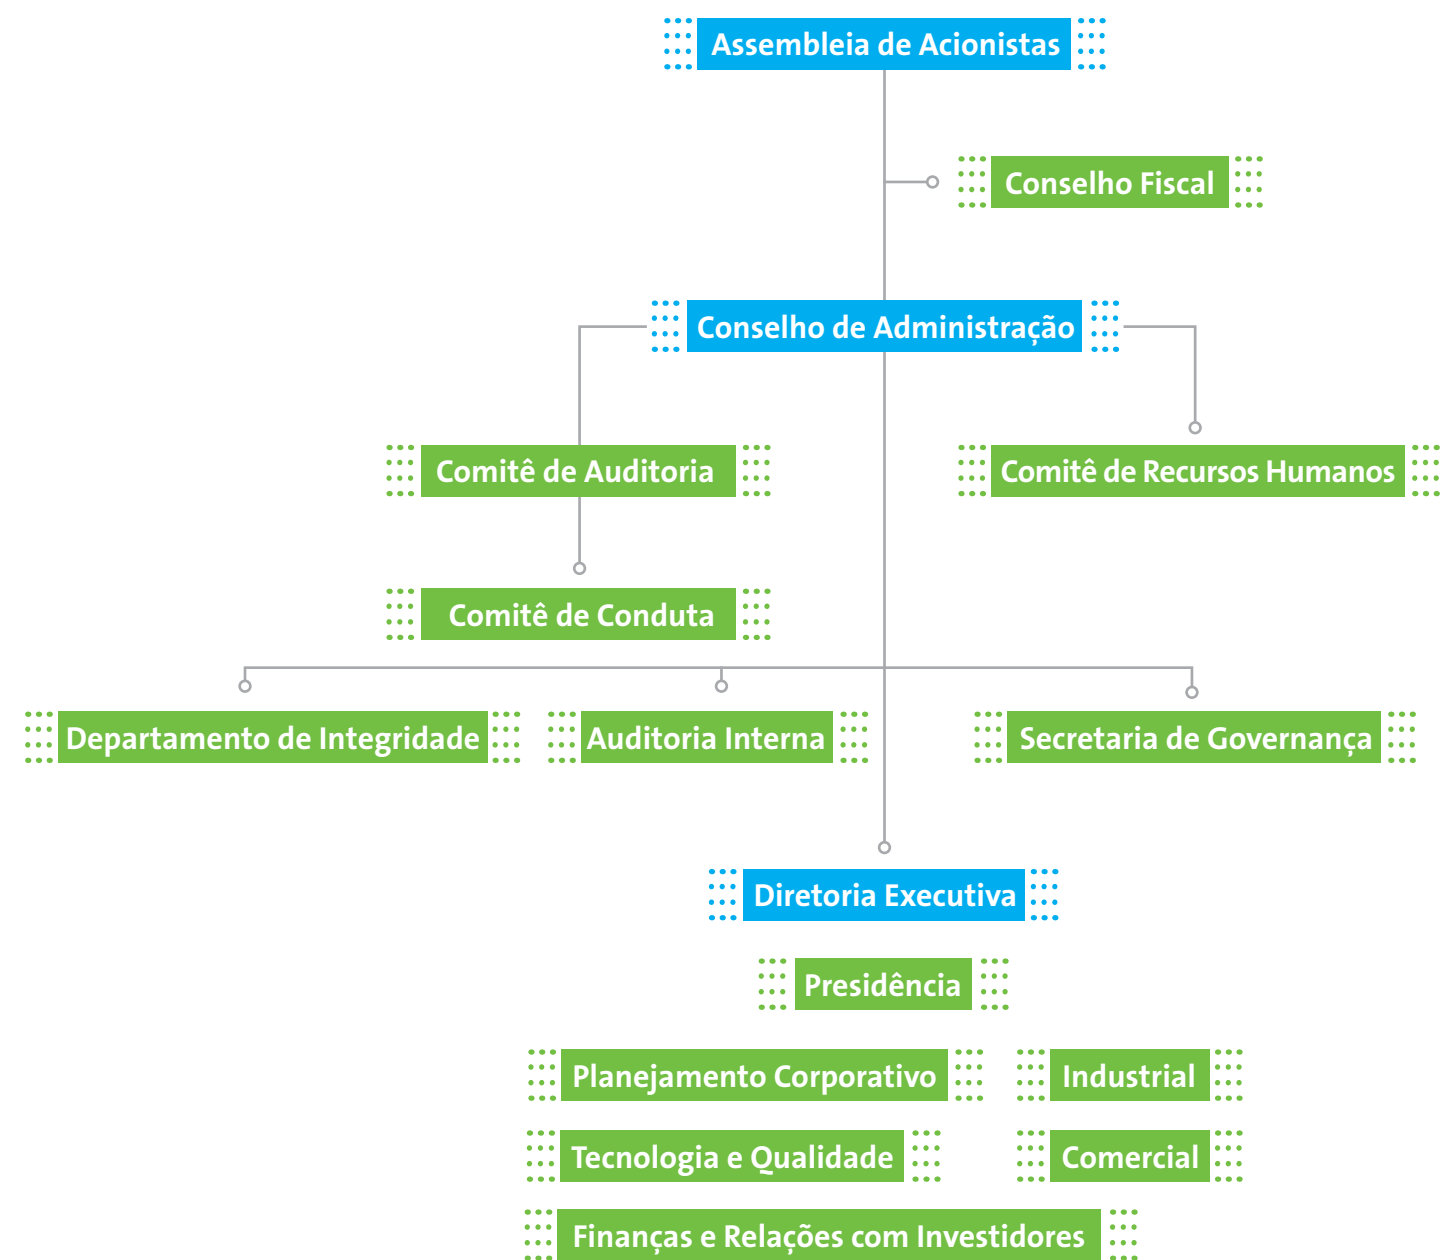 Assembleia de Acionistas
Conselho Fiscal
Conselho de Administração
Comitê de Auditoria
Comitê de Recursos Humanos
Comitê de Conduta
Departamento de Integridade
Auditoria Interna
Secretaria de Governança
Diretoria Executiva
Presidência
Planejamento Corporativo
Industrial
Tecnologia e Qualidade
Comercial
Finanças e Relações com Investidores